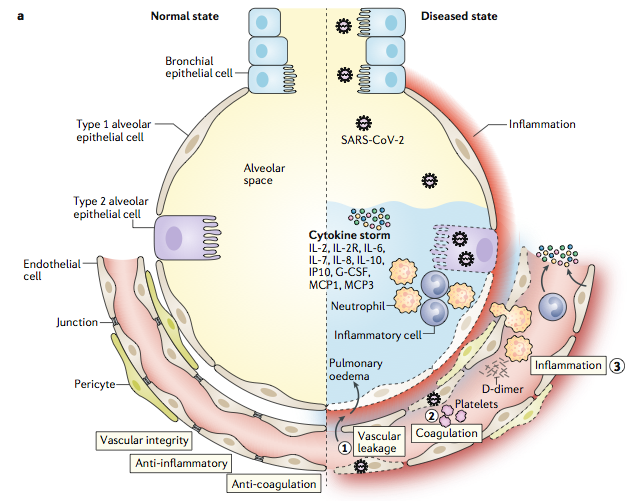 a
Normal state
Diseased state
Bronchial
epithelial cell
Type 1 alveolar
epithelial cell
Inflammation
SARS-CoV-2
Alveolar
space
Type 2 alveolar
epithelial cell
Cytokine storm
IL-2, IL-2R, IL-6,
IL-7, IL-8, IL-10,
IP10, G-CSF,
MCP1, MCP3
Endothelial
cell
Neutrophil
Junction
Inflammatory cell
Pulmonary
oedema
Inflammation
3
Pericyte
D-dimer
Platelets
2
Coagulation
Vascular integrity
1
Vascular
leakage
Anti-inflammatory
Anti-coagulation